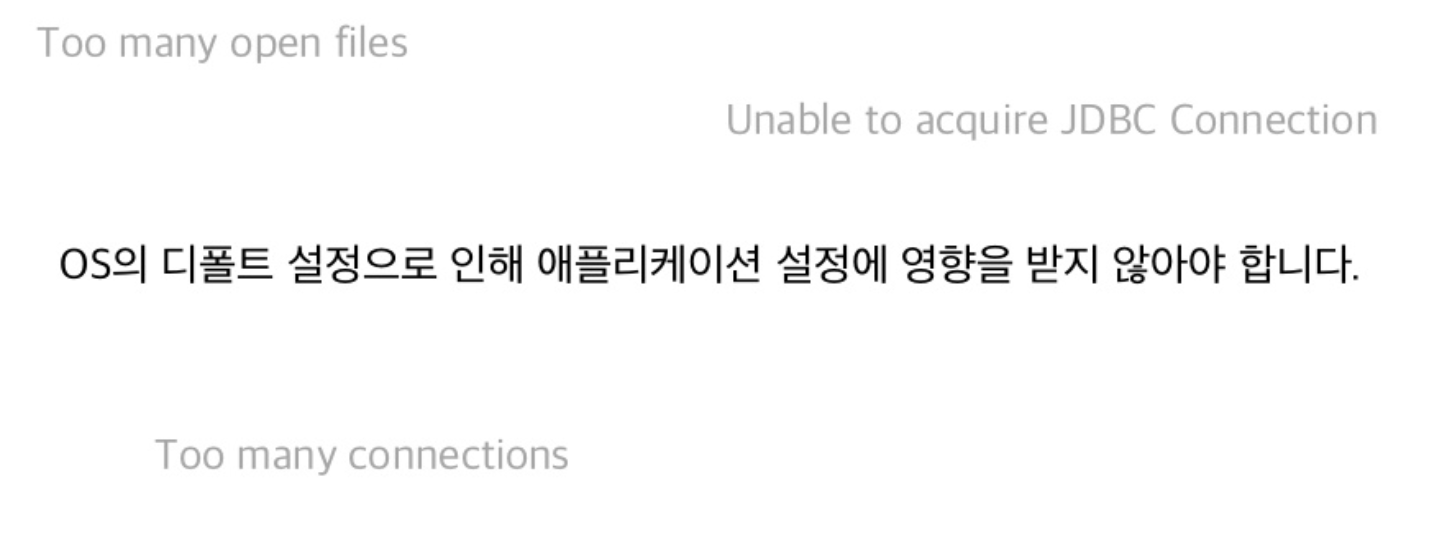 Too many open files
Unable to acquire JDBC Connection
OS의 디폴트 설정으로 인해 애플리케이션 설정에 영향을 받지 않아야 합니다.
Too many connections